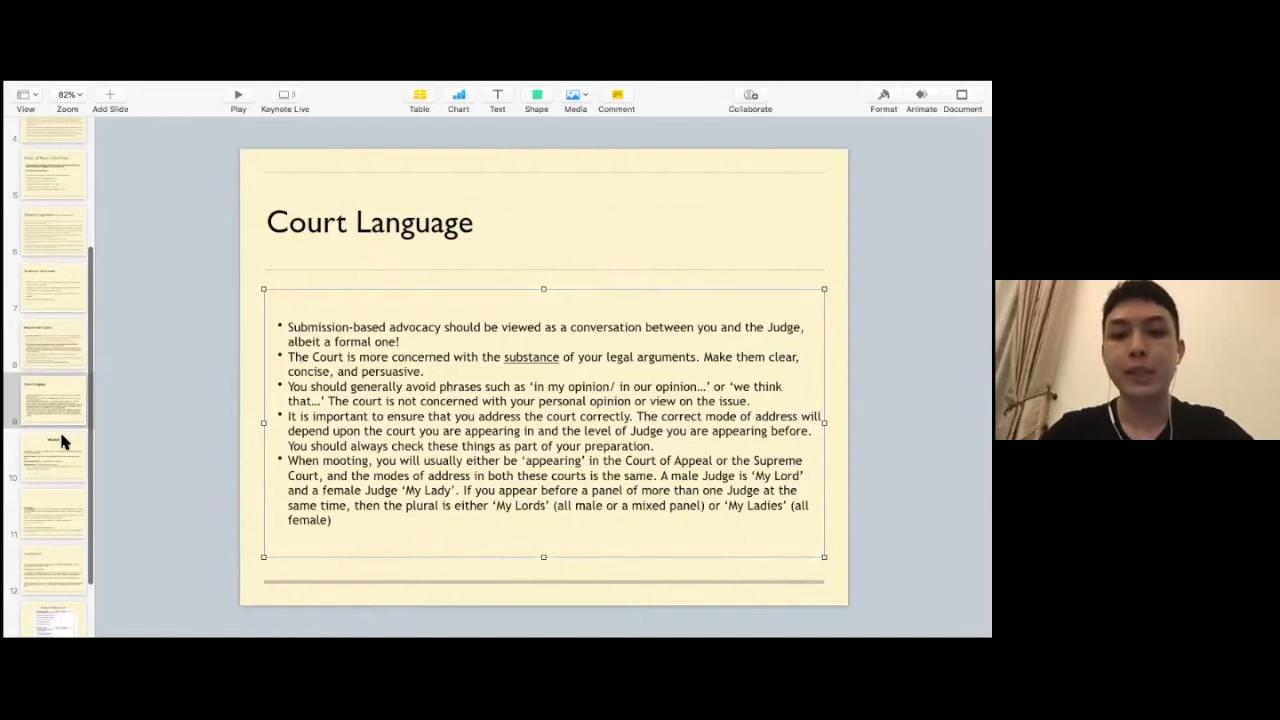 82%
8
View
Zoom
Add Slide
Play
Keynote Live
Table
Chart
Text
Shape
Media
Comment
Collaborate
Format
Animate
Document
4
5
6
7
8
9
10
11
12
Court Language
• Submission-based advocacy should be viewed as a conversation between you and the Judge,
albeit a formal one!
• The Court is more concerned with the substance of your legal arguments. Make them clear,
concise, and persuasive.
• You should generally avoid phrases such as ‘in my opinion/ in our opinion…’ or ‘we think
that…’ The court is not concerned with your personal opinion or view on the issue.
• It is important to ensure that you address the court correctly. The correct mode of address will
depend upon the court you are appearing in and the level of Judge you are appearing before.
You should always check these things as part of your preparation.
• When mooting, you will usually either be ‘appearing’ in the Court of Appeal or the Supreme
Court, and the modes of address in both these courts is the same. A male Judge is ‘My Lord’
and a female Judge ‘My Lady’. If you appear before a panel of more than one Judge at the
same time, then the plural is either ‘My Lords’ (all male or a mixed panel) or ‘My Ladies’ (all
female)